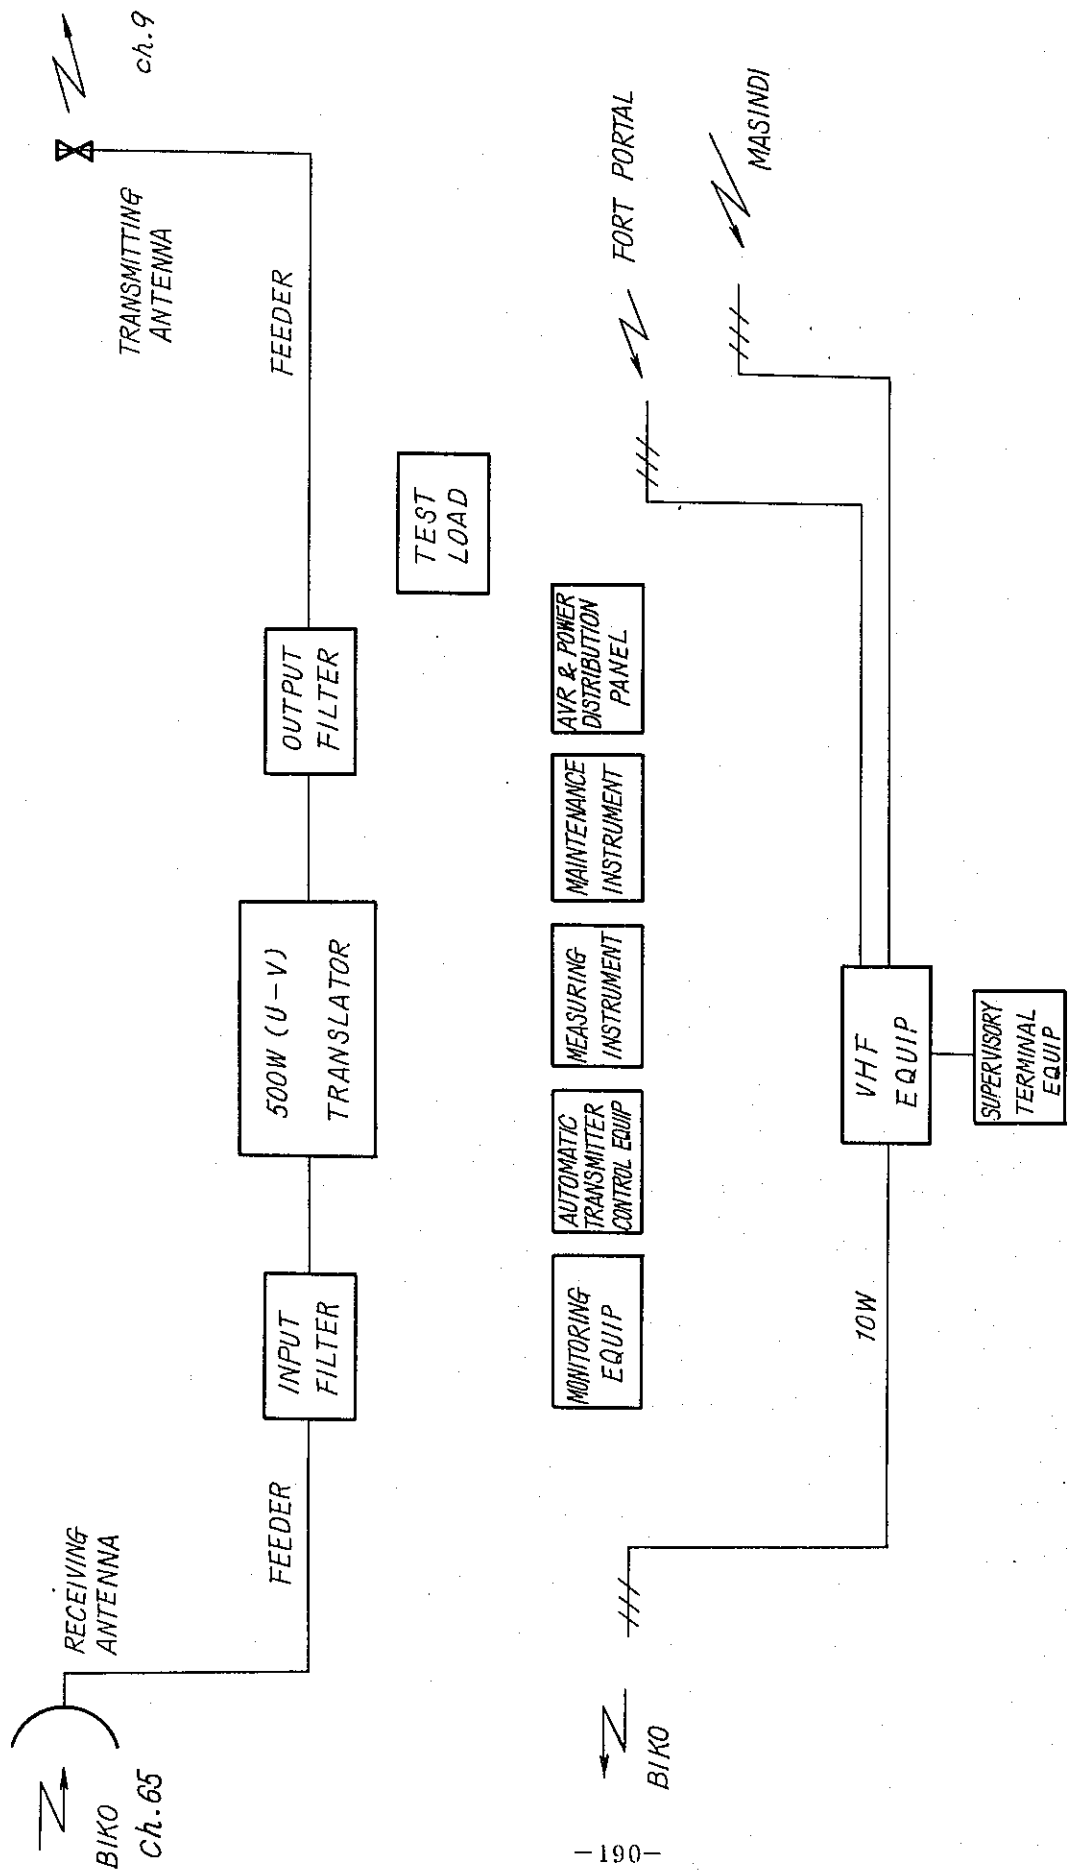 BIKO
Ch.65
RECEIVING
ANTENNA
FEEDER
INPUT
FILTER
500W (U-V)
TRANSLATOR
OUTPUT
FILTER
FEEDER
TRANSMITTING
ANTENNA
ch.9
TEST
LOAD
MONITORING
EQUIP
AUTOMATIC
TRANSMITTER
CONTROL EQUIP
MEASURING
INSTRUMENT
MAINTENANCE
INSTRUMENT
AVR & POWER
DISTRIBUTION
PANEL
FORT PORTAL
MASINDI
BIKO
10W
VHF
EQUIP
SUPERVISORY
TERMINAL
EQUIP
-190-